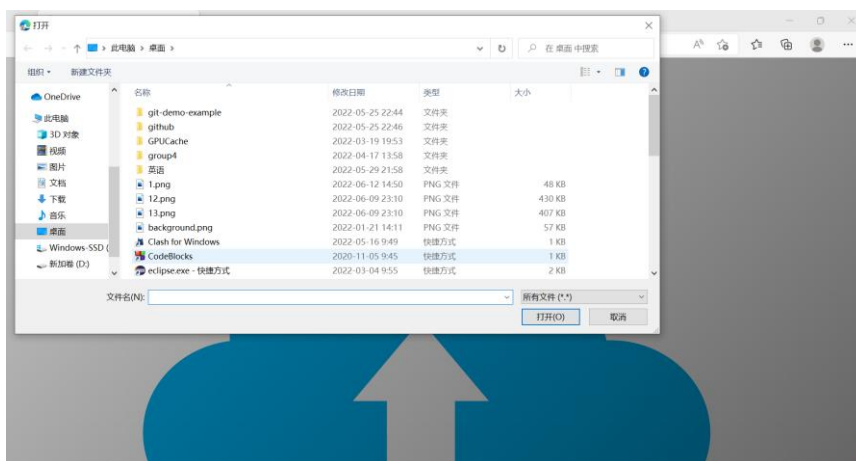 打开
此电脑 › 桌面 ›
在 桌面 中搜索
组织 新建文件夹
名称 修改日期 类型 大小
OneDrive
此电脑
3D 对象
视频
图片
文档
下载
音乐
桌面
Windows-SSD (
新加卷 (D:)
git-demo-example 2022-05-25 22:44 文件夹
github 2022-05-25 22:46 文件夹
GPUCache 2022-03-19 19:53 文件夹
group4 2022-04-17 13:58 文件夹
英语 2022-05-29 21:58 文件夹
1.png 2022-06-12 14:50 PNG 文件 48 KB
12.png 2022-06-09 23:10 PNG 文件 430 KB
13.png 2022-06-09 23:10 PNG 文件 407 KB
background.png 2022-01-21 14:11 PNG 文件 57 KB
Clash for Windows 2022-05-16 9:49 快捷方式 1 KB
CodeBlocks 2020-11-05 9:45 快捷方式 1 KB
eclipse.exe - 快捷方式 2022-03-04 9:55 快捷方式 2 KB
文件名(N): 所有文件 (*.*)
打开(O) 取消